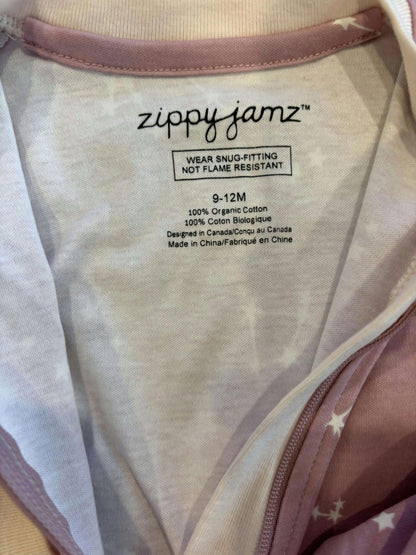 zippyjamz™
WEAR SNUG-FITTING
NOT FLAME RESISTANT
9-12M
100% Organic Cotton
100% Coton Biologique
Designed in Canada/Conçu au Canada
Made in China/Fabriqué en Chine